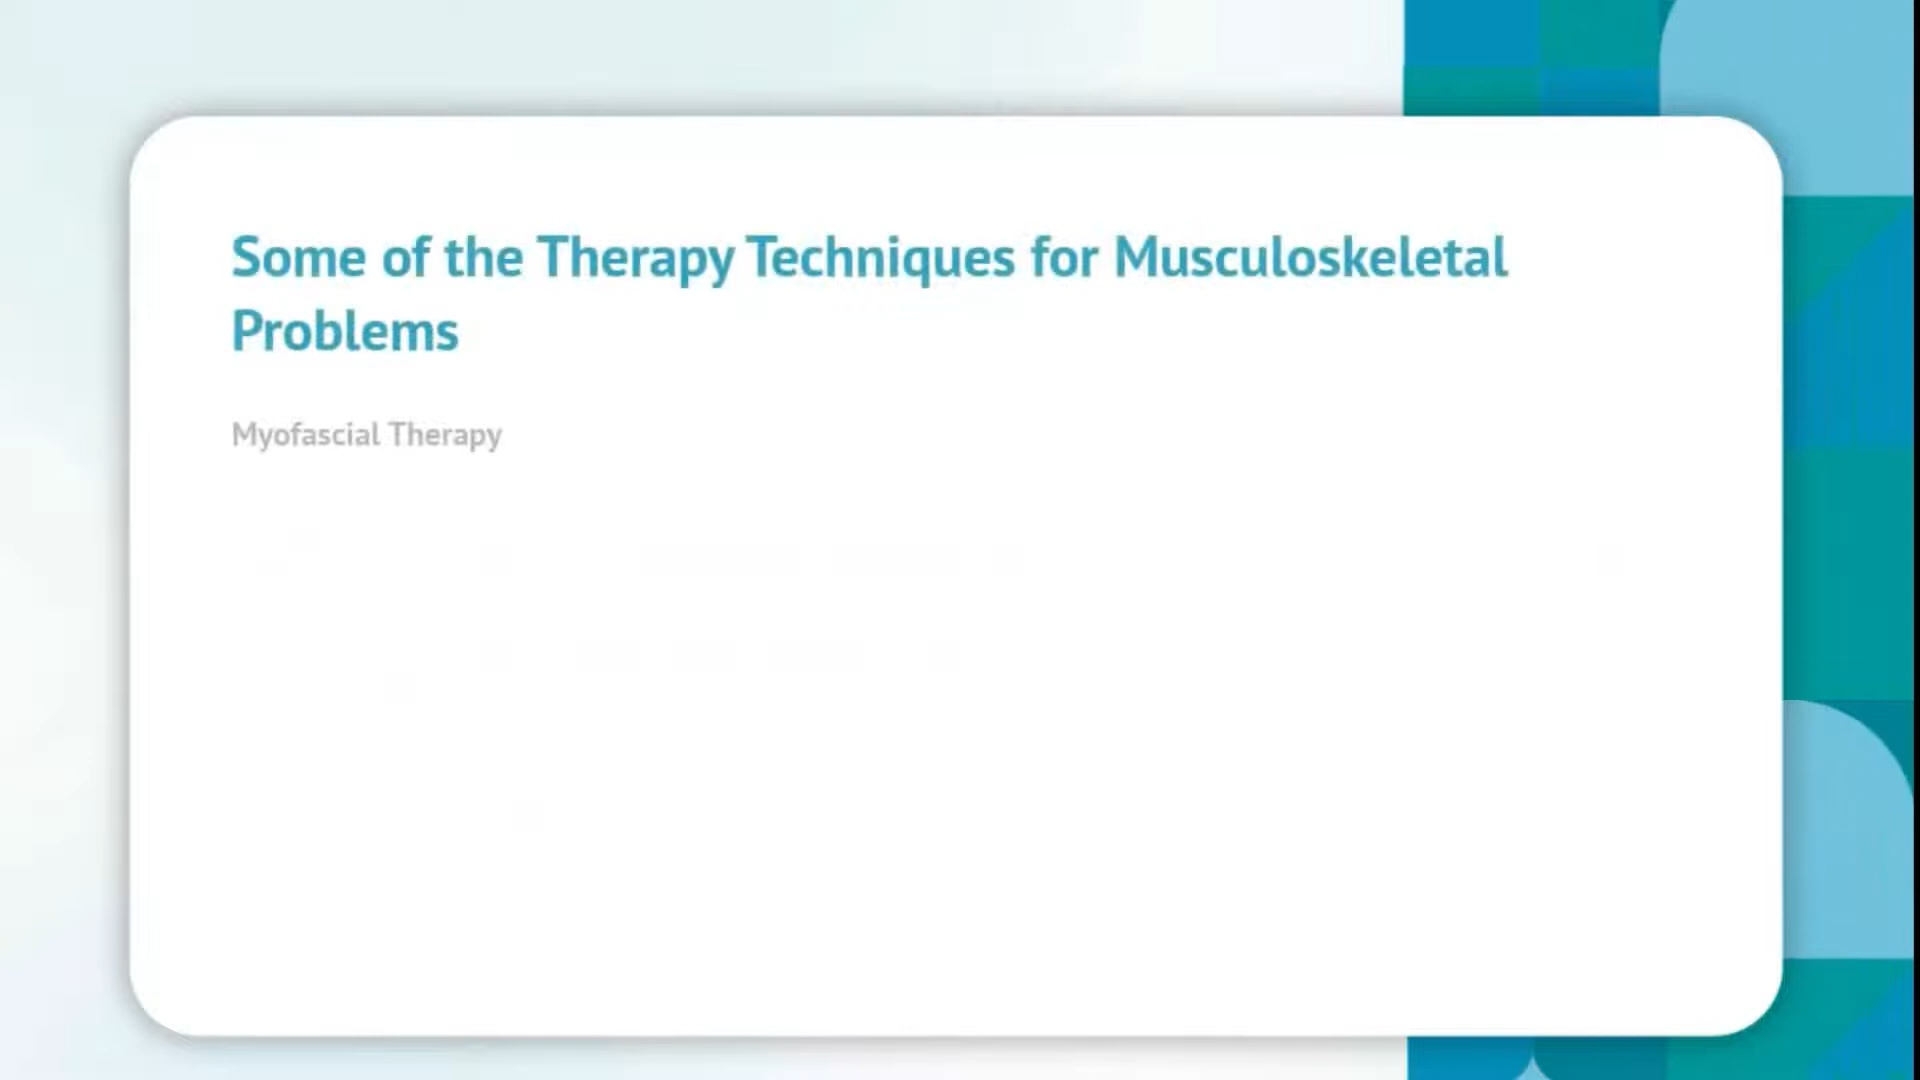 Some of the Therapy Techniques for Musculoskeletal
Problems
Myofascial Therapy